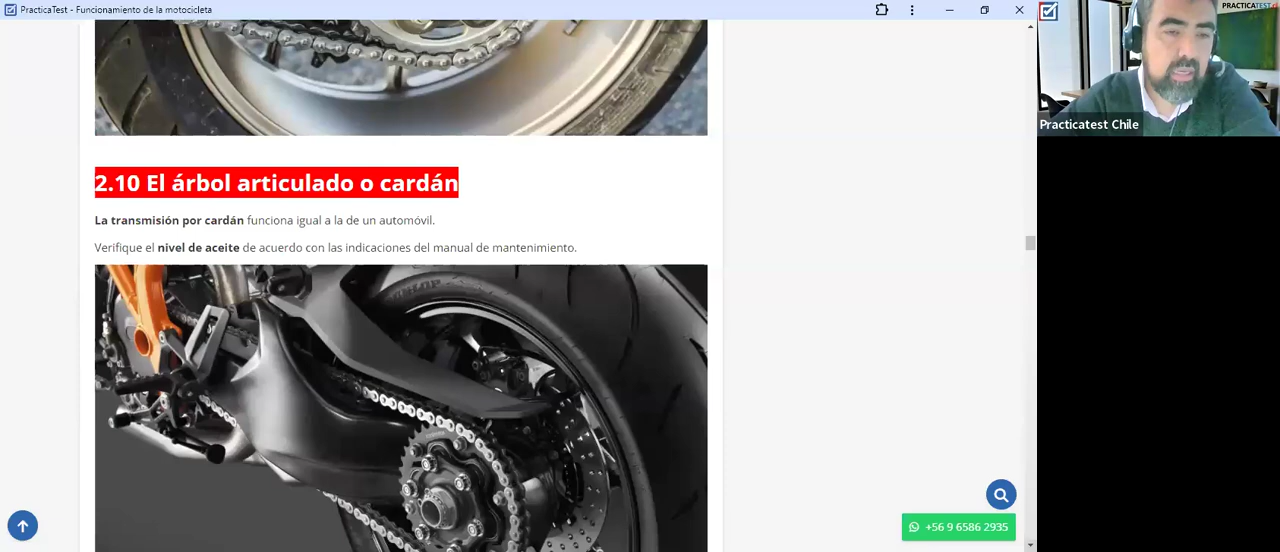 PracticaTest - Funcionamiento de la motocicleta
PRACTICATEST
Practicatest Chile
2.10 El árbol articulado o cardán
La transmisión por cardán funciona igual a la de un automóvil.
Verifique el nivel de aceite de acuerdo con las indicaciones del manual de mantenimiento.
DUNLOP
+56 9 6586 2935